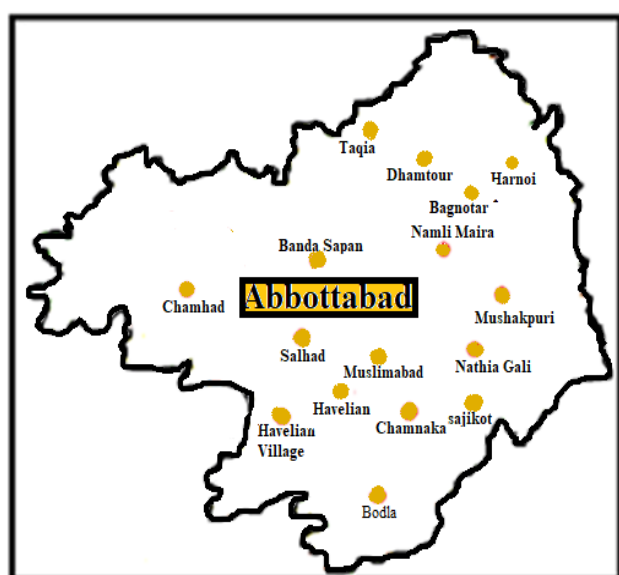 Taqia
Dhamtour
Harnoi
Bagnotar
Namli Maira
Banda Sapan
Abbottabad
Chamhad
Mushakpuri
Salhad
Muslimabad
Nathia Gali
Havelian
Chamnaka
sajikot
Havelian
Village
Bodla